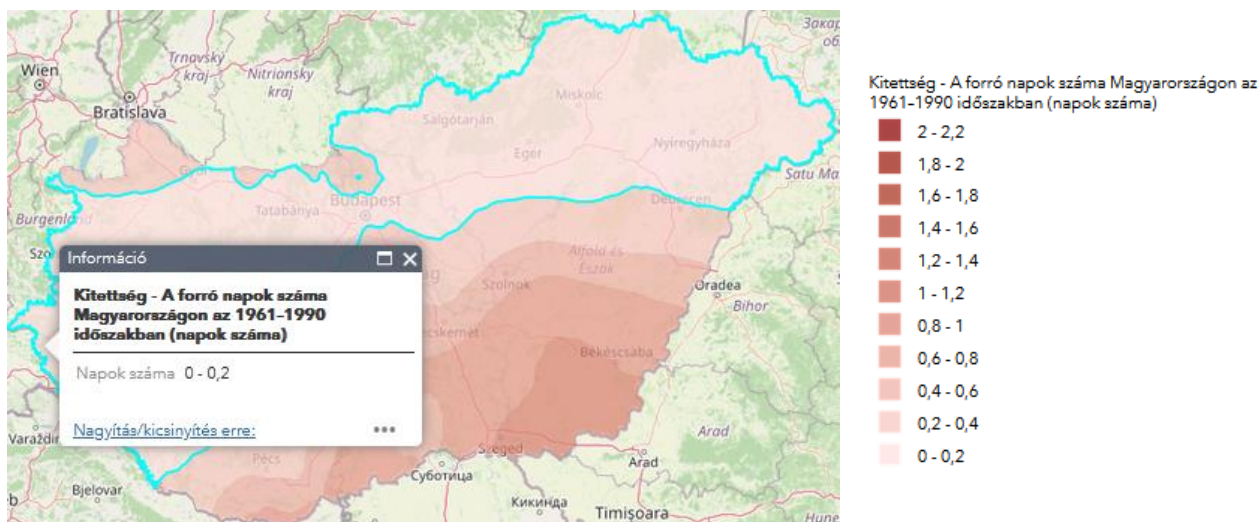 Wien
Trnavský
kraj
Nitriansky
kraj
Bratislava
Miskolc
Salgótarján
Nyíregyháza
Eger
Satu Ma
Győr
Tatabánya
Budapest
Debrecen
Burgenl
Szo
Alföld és
Észak
Szolnok
Oradea
Bihor
Információ
Kitettség - A forró napok száma
Magyarországon az 1961-1990
időszakban (napok száma)
Napok száma 0 - 0,2
Nagyítás/kicsinyítés erre:
ecskemét
Békéscsaba
Varaždin
Pécs
Szeged
Arad
Arad
Суботица
Bjelovar
Кикинда
Timișoara
Hune
Kitettség - A forró napok száma Magyarországon az
1961-1990 időszakban (napok száma)
2 - 2,2
1,8 - 2
1,6 - 1,8
1,4 - 1,6
1,2 - 1,4
1 - 1,2
0,8 - 1
0,6 - 0,8
0,4 - 0,6
0,2 - 0,4
0 - 0,2